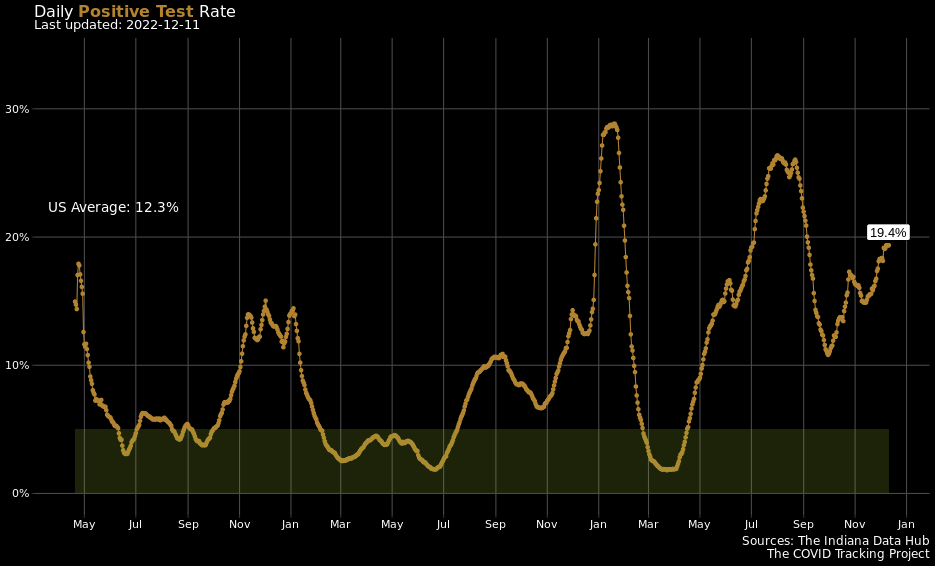 Daily Positive Test Rate
Last updated: 2022-12-11
30%
US Average: 12.3%
20%
19.4%
10%
0%
May Jul Sep Nov Jan Mar May Jul Sep Nov Jan Mar May Jul Sep Nov Jan
Sources: The Indiana Data Hub
The COVID Tracking Project